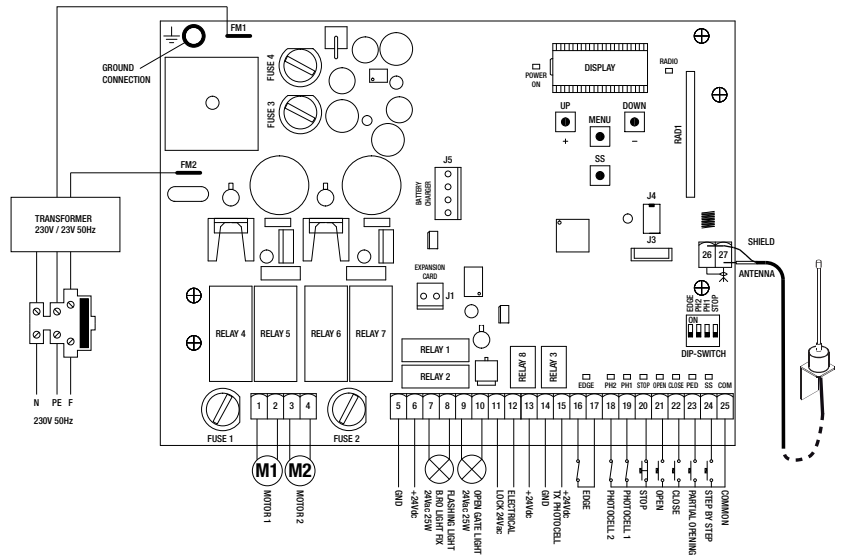 FM1
GROUND
CONNECTION
FUSE 4
FUSE 3
POWER
ON
DISPLAY
RADIO
UP
+
MENU
DOWN
–
SS
RAD1
FM2
J5
BATTERY
CHARGER
TRANSFORMER
230V / 23V 50Hz
J4
J3
26 27
SHIELD
ANTENNA
EXPANSION
CARD
J1
EDGE
PH2
PH1
STOP
ON
DIP-SWITCH
RELAY 4
RELAY 5
RELAY 6
RELAY 7
RELAY 1
RELAY 2
RELAY 8
RELAY 3
EDGE PH2 PH1 STOP OPEN CLOSE PED SS COM
N PE F
230V 50Hz
FUSE 1
1 2 3 4
FUSE 2
5 6 7 8 9 10 11 12 13 14 15 16 17 18 19 20 21 22 23 24 25
M1
M2
MOTOR 1
MOTOR 2
GND
+24Vdc
24Vac 25W
B.RO LIGHT FIX
FLASHING LIGHT
24Vac 25W
OPEN GATE LIGHT
LOCK 24Vac
ELECTRICAL
+24Vdc
GND
TX PHOTOCELL
+24Vdc
EDGE
PHOTOCELL 2
PHOTOCELL 1
STOP
OPEN
CLOSE
PARTIAL OPENING
STEP BY STEP
COMMON